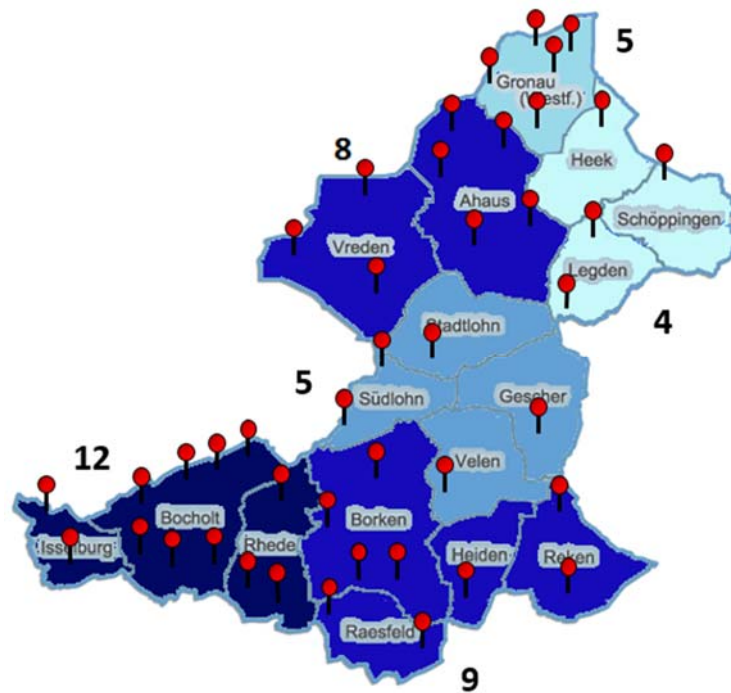 5
Gronau
(Westf.)
8
Heek
Ahaus
Schöppingen
Vreden
Legden
4
Stadtlohn
5
Südlohn
Gescher
12
Velen
Bocholt
Borken
Isselburg
Rhede
Heiden
Reken
Raesfeld
9